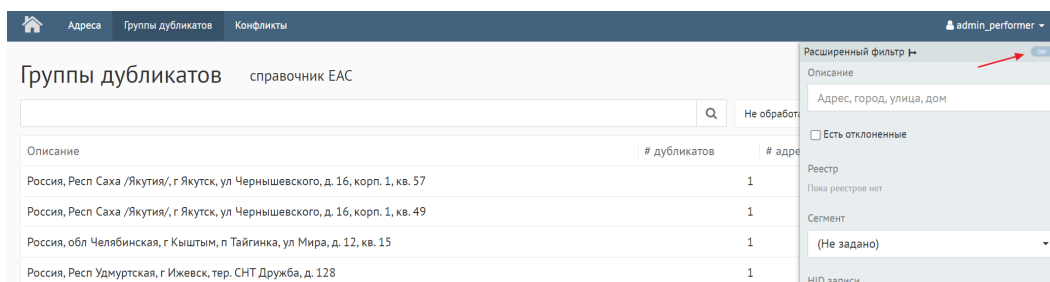 Адреса Группы дубликатов Конфликты admin_performer
Расширенный фильтр ON
Группы дубликатов справочник ЕАС
Описание
Адрес, город, улица, дом
Не обработа
Есть отклоненные
Описание # дубликатов # адре
Реестр
Пока реестров нет
Россия, Респ Саха /Якутия/, г Якутск, ул Чернышевского, д. 16, корп. 1, кв. 57 1
Россия, Респ Саха /Якутия/, г Якутск, ул Чернышевского, д. 16, корп. 1, кв. 49 1
Сегмент
(Не задано)
Россия, обл Челябинская, г Кыштым, п Тайгинка, ул Мира, д. 12, кв. 15 1
Россия, Респ Удмуртская, г Ижевск, тер. СНТ Дружба, д. 128 1
HID записи